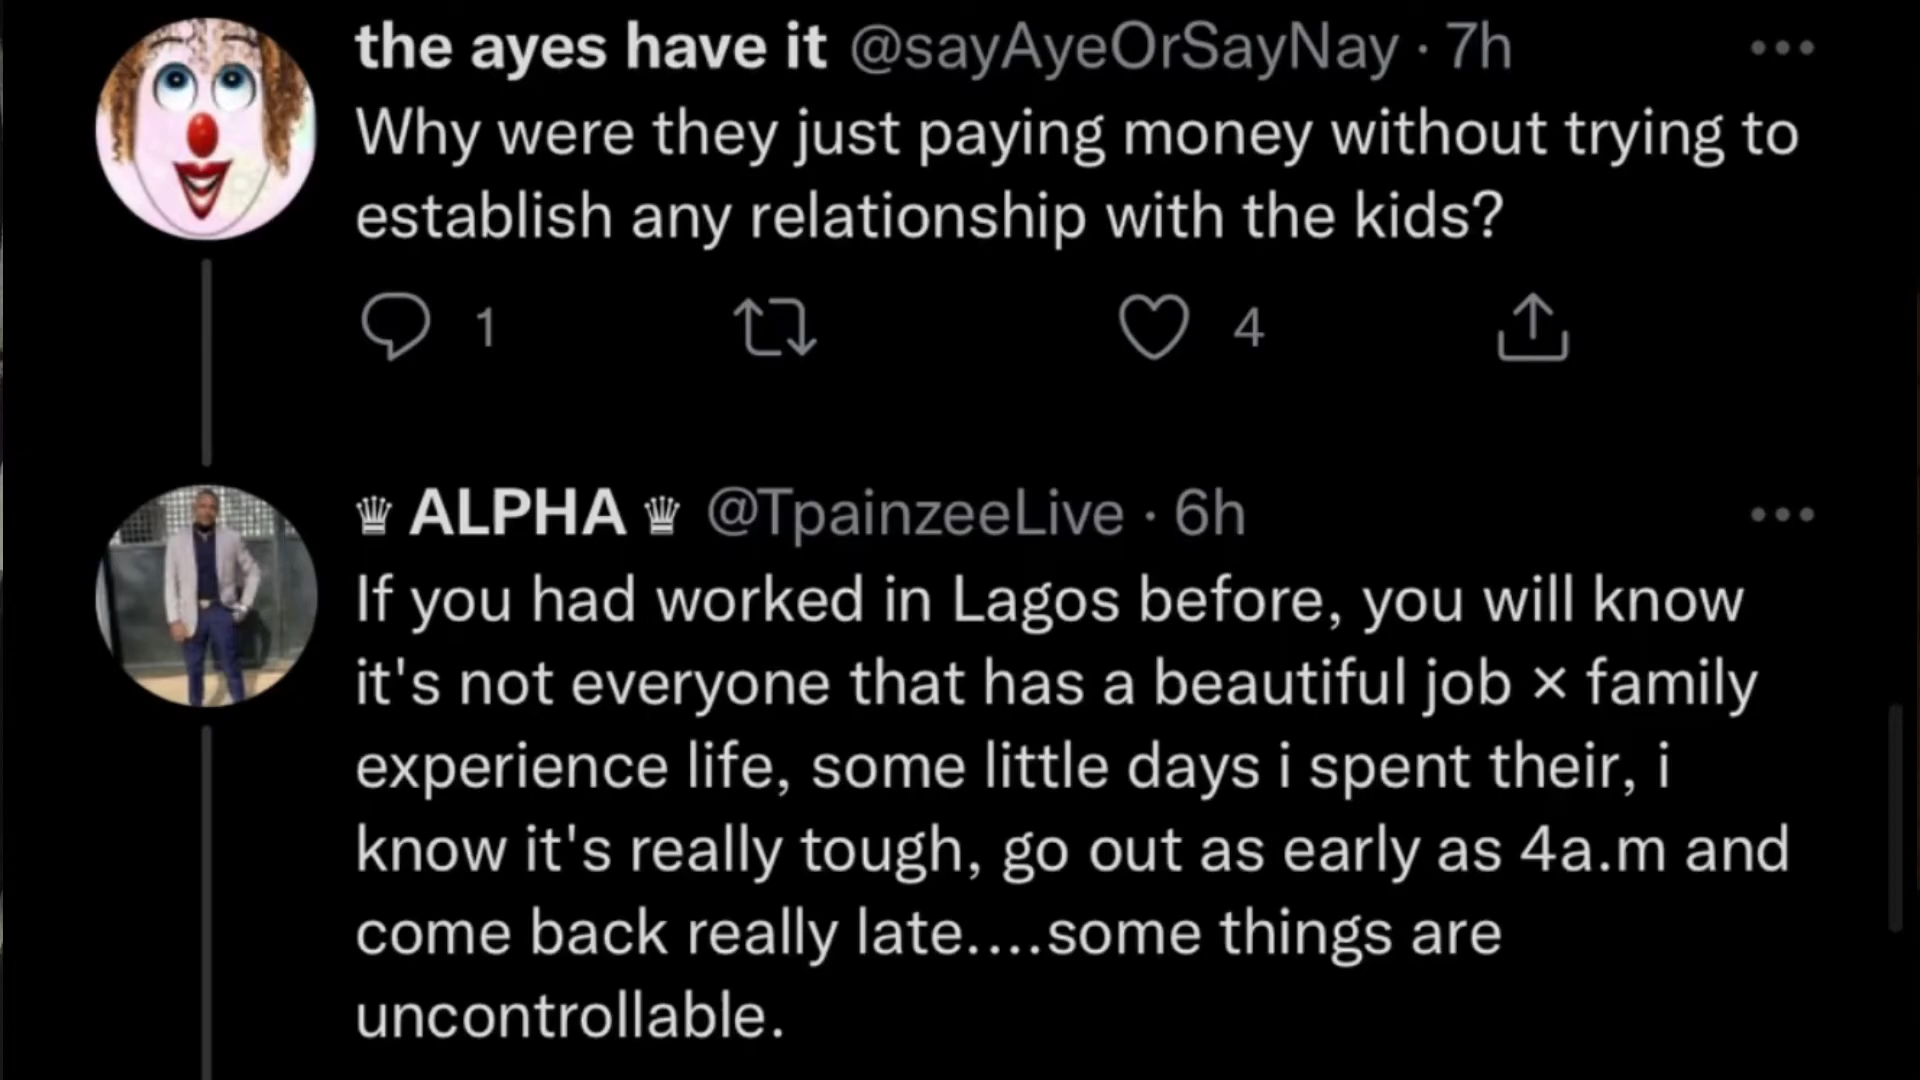 the ayes have it @sayAyeOrSayNay · 7h
Why were they just paying money without trying to
establish any relationship with the kids?
1 4
♛ ALPHA ♛ @TpainzeeLive · 6h
If you had worked in Lagos before, you will know
it's not everyone that has a beautiful job × family
experience life, some little days i spent their, i
know it's really tough, go out as early as 4a.m and
come back really late....some things are
uncontrollable.